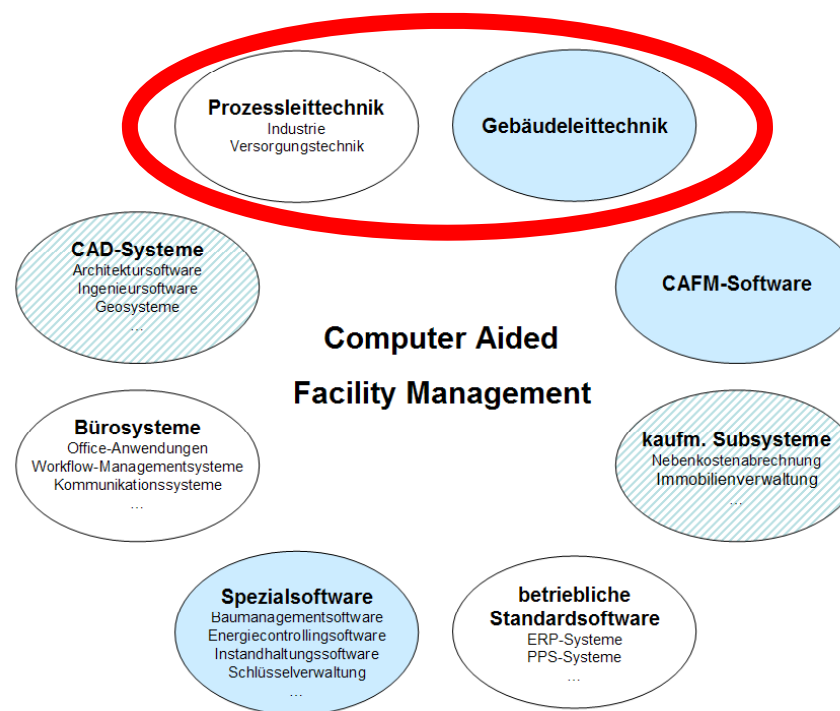 Prozessleittechnik
Industrie
Versorgungstechnik
Gebäudeleittechnik
CAD-Systeme
Architektursoftware
Ingenieursoftware
Geosysteme
...
CAFM-Software
Computer Aided
Facility Management
Bürosysteme
Office-Anwendungen
Workflow-Managementsysteme
Kommunikationssysteme
...
kaufm. Subsysteme
Nebenkostenabrechnung
Immobilienverwaltung
...
Spezialsoftware
Baumanagementsoftware
Energiecontrollingsoftware
Instandhaltungssoftware
Schlüsselverwaltung
...
betriebliche
Standardsoftware
ERP-Systeme
PPS-Systeme
...